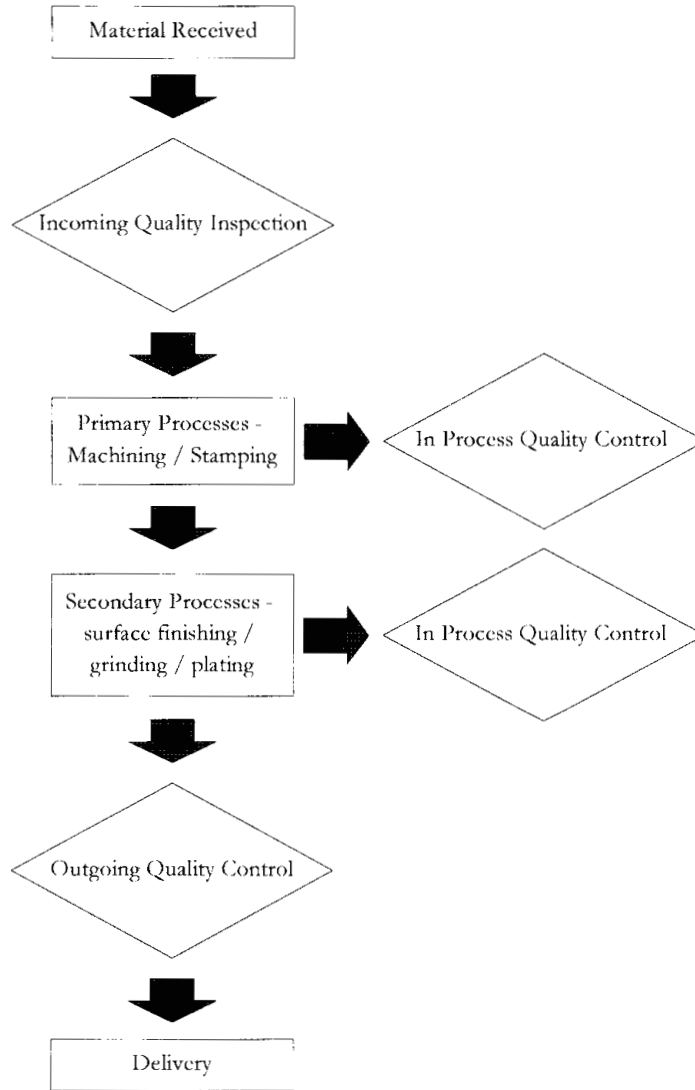 Material Received
Incoming Quality Inspection
Primary Processes -
Machining / Stamping
In Process Quality Control
Secondary Processes -
surface finishing /
grinding / plating
In Process Quality Control
Outgoing Quality Control
Delivery